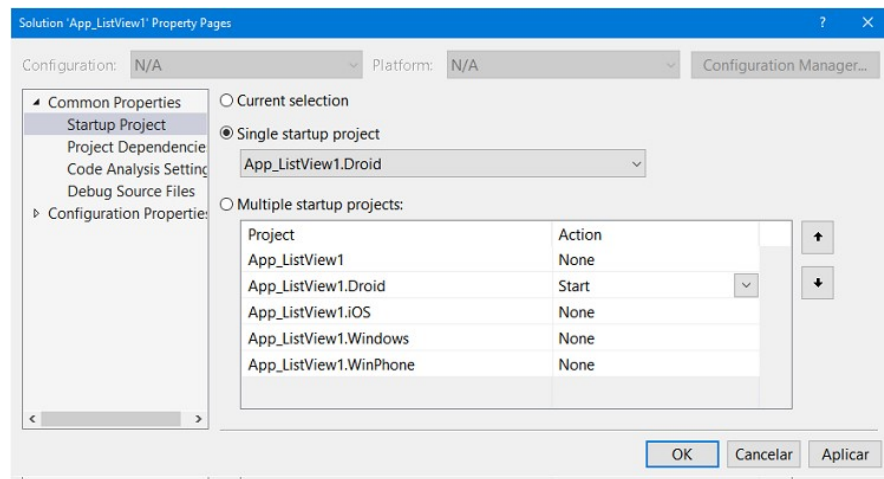 Solution 'App_ListView1' Property Pages
? ×
Configuration: N/A Platform: N/A Configuration Manager...
Common Properties
Startup Project
Project Dependencie
Code Analysis Setting
Debug Source Files
Configuration Properties
Current selection
Single startup project
App_ListView1.Droid
Multiple startup projects:
Project Action
App_ListView1 None
App_ListView1.Droid Start
App_ListView1.iOS None
App_ListView1.Windows None
App_ListView1.WinPhone None
OK Cancelar Aplicar